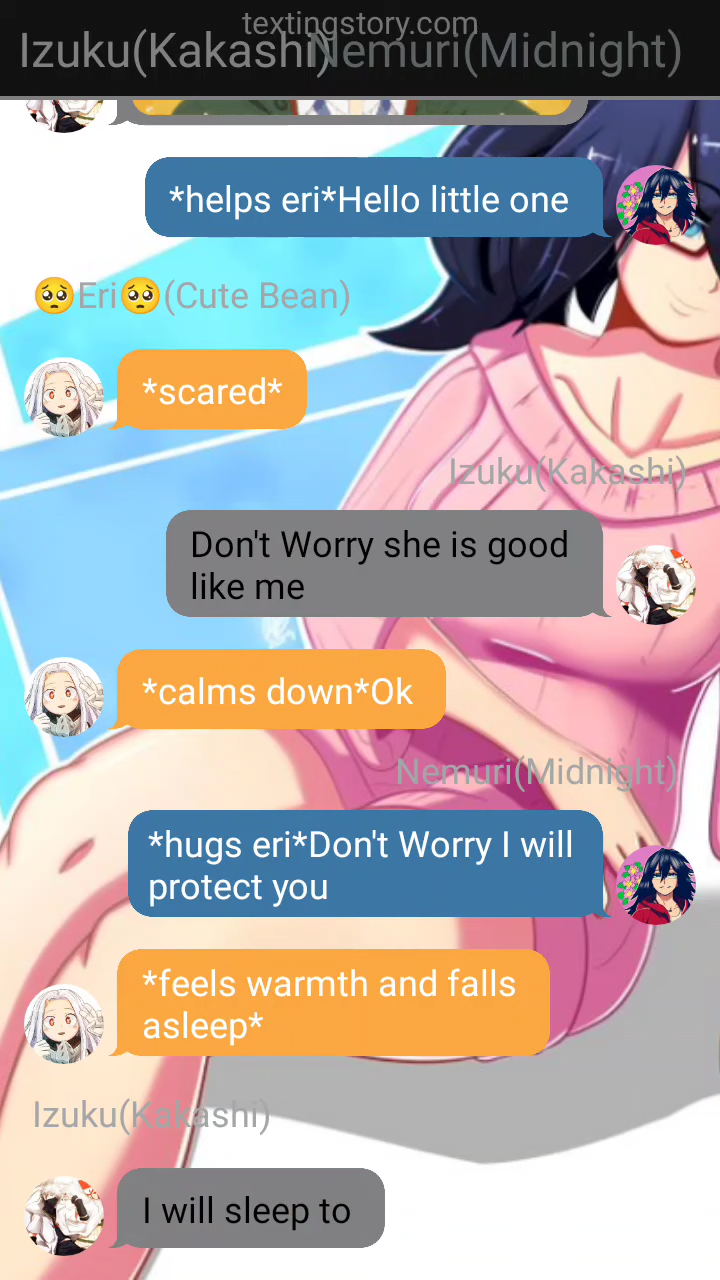 textingstory.com
Izuku(Kakashi)
Nemuri(Midnight)
*helps eri*Hello little one
🥺Eri🥺(Cute Bean)
*scared*
Izuku(Kakashi)
Don't Worry she is good
like me
*calms down*Ok
Nemuri(Midnight)
*hugs eri*Don't Worry I will
protect you
*feels warmth and falls
asleep*
Izuku(Kakashi)
I will sleep to